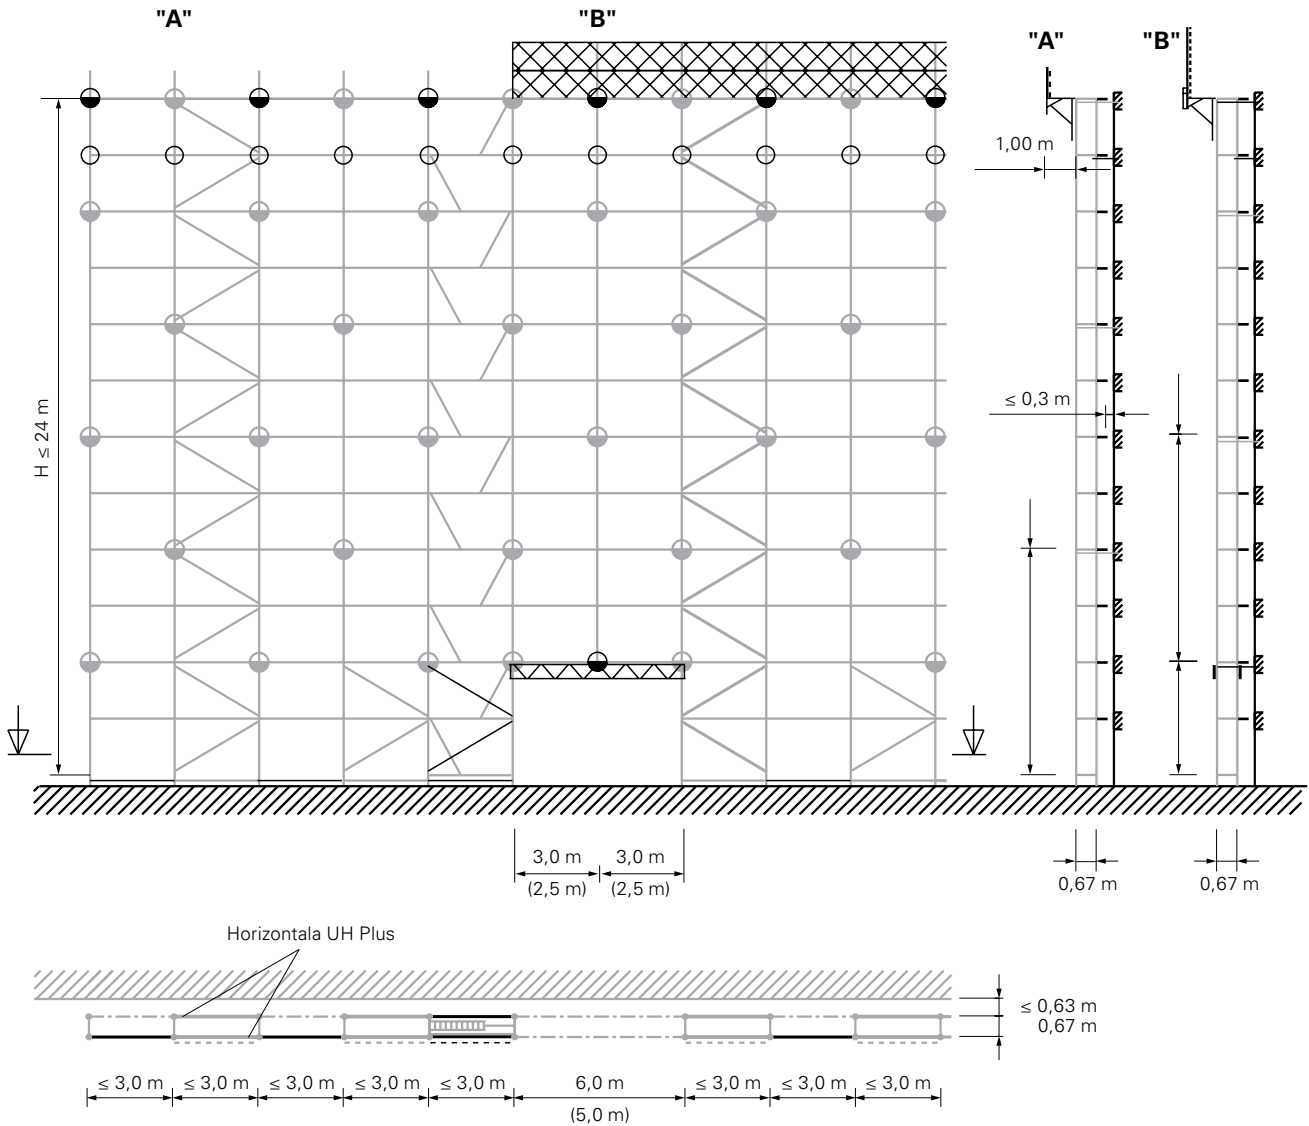 "A"
"B"
"A"
"B"
1,00 m
≤ 0,3 m
H ≤ 24 m
3,0 m
3,0 m
(2,5 m)
(2,5 m)
0,67 m
0,67 m
Horizontala UH Plus
≤ 0,63 m
0,67 m
≤ 3,0 m
≤ 3,0 m
≤ 3,0 m
≤ 3,0 m
≤ 3,0 m
6,0 m
≤ 3,0 m
≤ 3,0 m
≤ 3,0 m
(5,0 m)